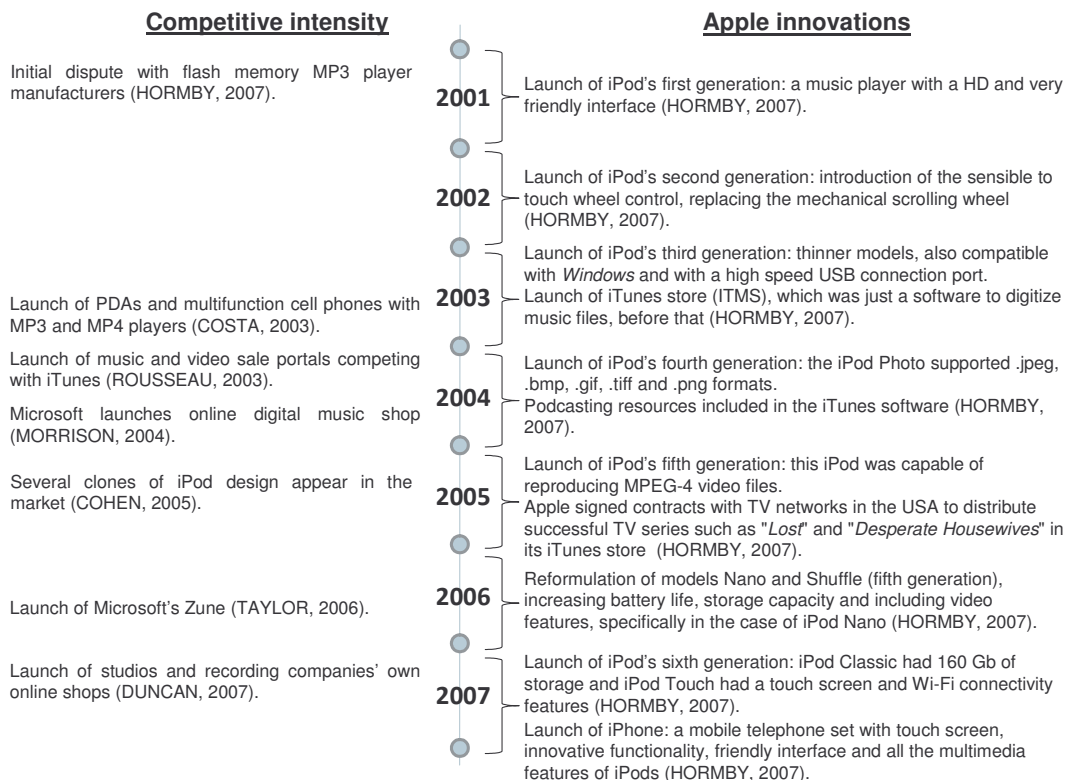 Competitive intensity
Initial dispute with flash memory MP3 player
manufacturers (HORMBY, 2007).
Launch of PDAs and multifunction cell phones with
MP3 and MP4 players (COSTA, 2003).
Launch of music and video sale portals competing
with iTunes (ROUSSEAU, 2003).
Microsoft launches online digital music shop
(MORRISON, 2004).
Several clones of iPod design appear in the
market (COHEN, 2005).
Launch of Microsoft's Zune (TAYLOR, 2006).
Launch of studios and recording companies' own
online shops (DUNCAN, 2007).
2001
2002
2003
2004
2005
2006
2007
Apple innovations
Launch of iPod's first generation: a music player with a HD and very
friendly interface (HORMBY, 2007).
Launch of iPod's second generation: introduction of the sensible to
touch wheel control, replacing the mechanical scrolling wheel
(HORMBY, 2007).
Launch of iPod's third generation: thinner models, also compatible
with Windows and with a high speed USB connection port.
Launch of iTunes store (ITMS), which was just a software to digitize
music files, before that (HORMBY, 2007).
Launch of iPod's fourth generation: the iPod Photo supported .jpeg,
.bmp, .gif, .tiff and .png formats.
Podcasting resources included in the iTunes software (HORMBY,
2007).
Launch of iPod's fifth generation: this iPod was capable of
reproducing MPEG-4 video files.
Apple signed contracts with TV networks in the USA to distribute
successful TV series such as "Lost" and "Desperate Housewives" in
its iTunes store (HORMBY, 2007).
Reformulation of models Nano and Shuffle (fifth generation),
increasing battery life, storage capacity and including video
features, specifically in the case of iPod Nano (HORMBY, 2007).
Launch of iPod's sixth generation: iPod Classic had 160 Gb of
storage and iPod Touch had a touch screen and Wi-Fi connectivity
features (HORMBY, 2007).
Launch of iPhone: a mobile telephone set with touch screen,
innovative functionality, friendly interface and all the multimedia
features of iPods (HORMBY, 2007).